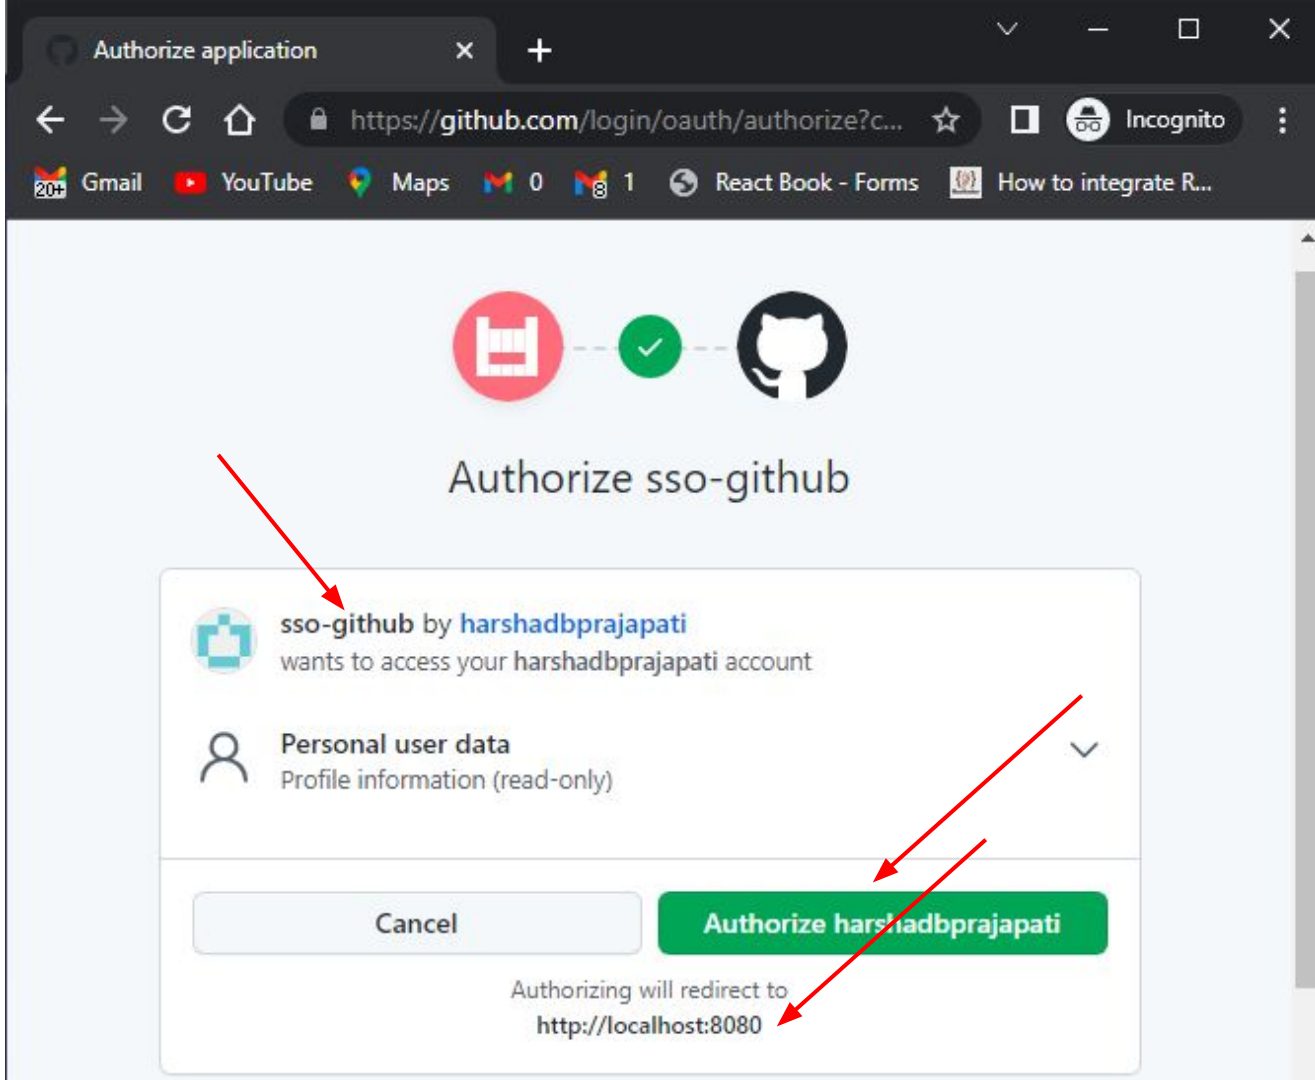 Authorize application
https://github.com/login/oauth/authorize?c...
Incognito
20+ Gmail YouTube Maps 0 8 1 React Book - Forms How to integrate R...
Authorize sso-github
sso-github by harshadbprajapati
wants to access your harshadbprajapati account
Personal user data
Profile information (read-only)
Cancel
Authorize harshadbprajapati
Authorizing will redirect to
http://localhost:8080